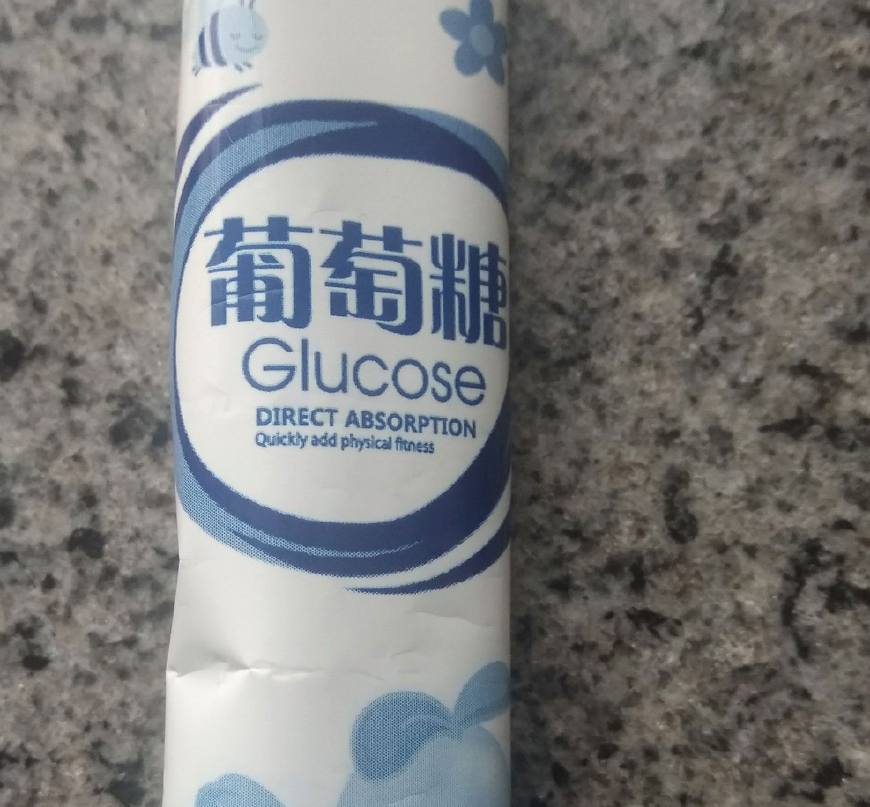 葡萄糖
Glucose
DIRECT ABSORPTION
Quickly add physical fitness